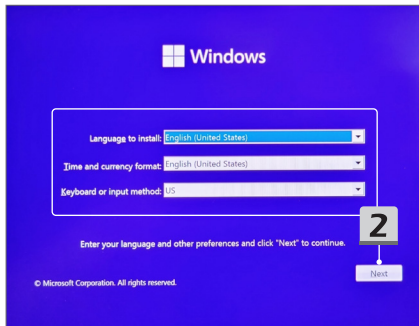 Windows
Language to install: English (United States)
Time and currency format: English (United States)
Keyboard or input method: US
2
Enter your language and other preferences and click "Next" to continue.
Next
© Microsoft Corporation. All rights reserved.